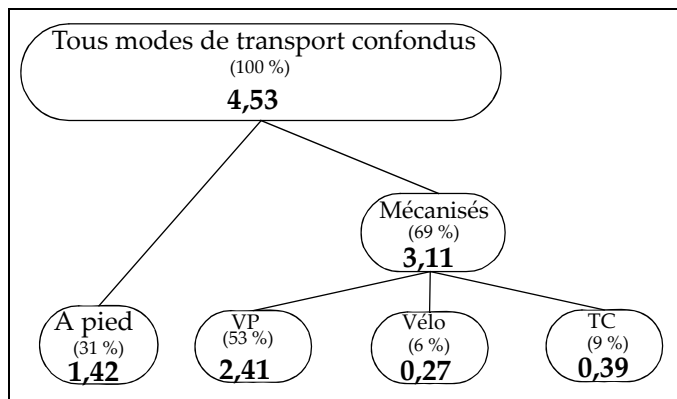 Tous modes de transport confondus
(100 %)
4,53
Mécanisés
(69 %)
3,11
A pied
(31 %)
1,42
VP
(53 %)
2,41
Vélo
(6 %)
0,27
TC
(9 %)
0,39